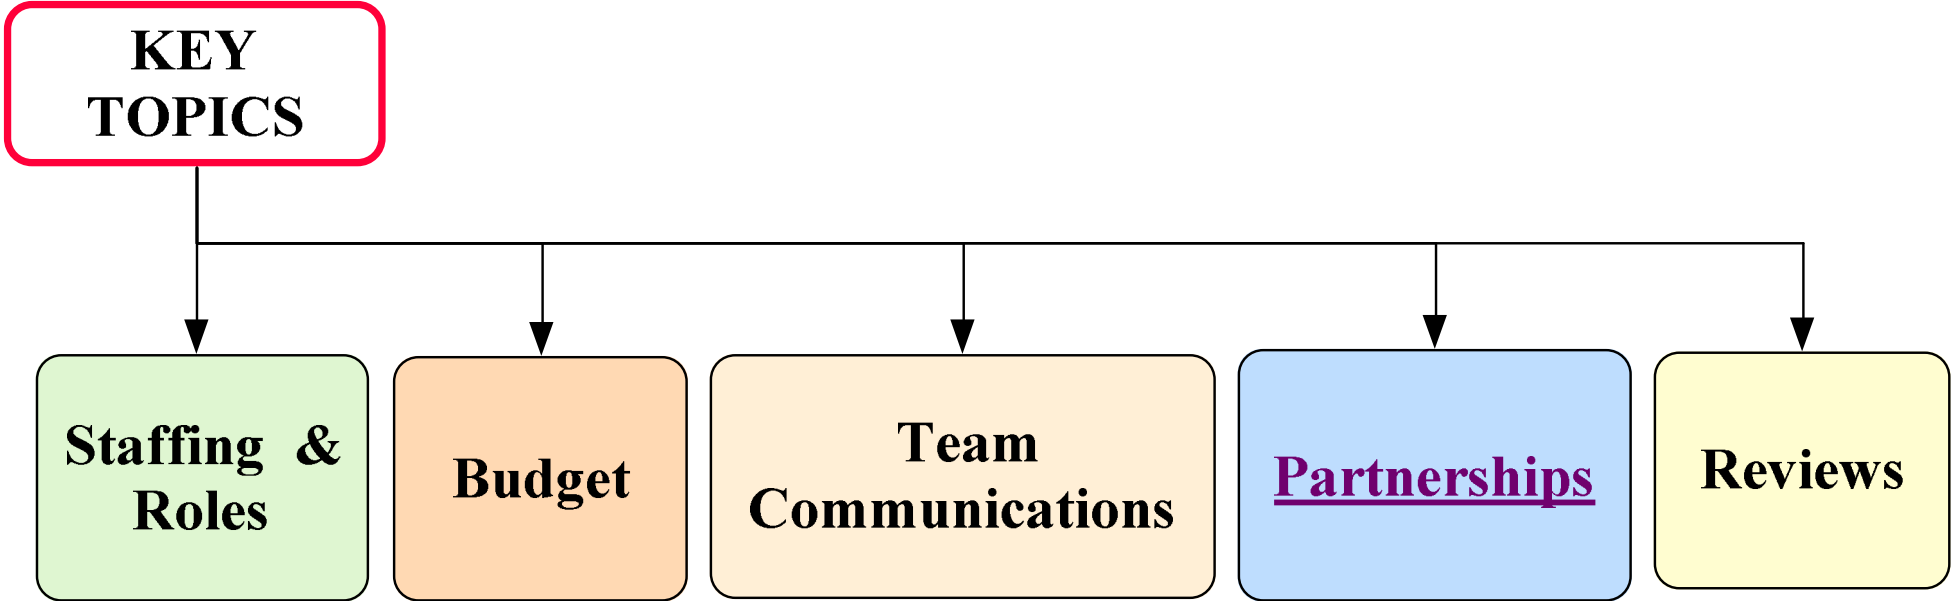 KEY
TOPICS
Staffing &
Roles
Budget
Team
Communications
Partnerships
Reviews